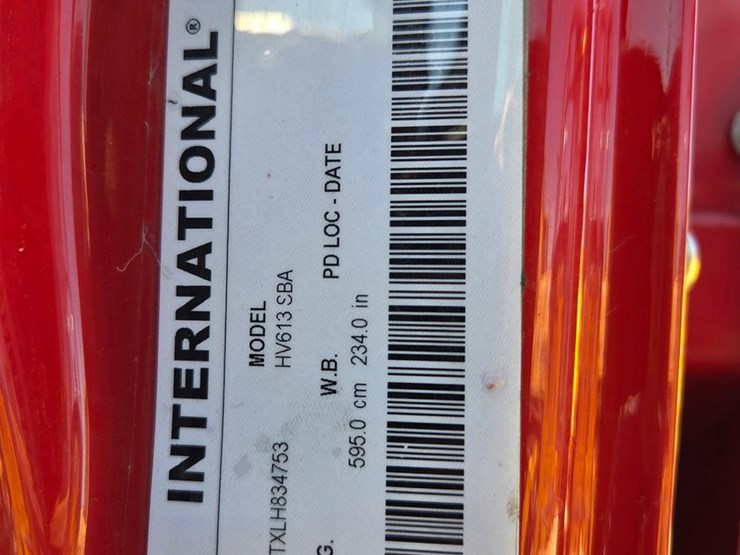 INTERNATIONAL®
MODEL
TXLH834753 HV613 SBA
G. W.B. PD LOC - DATE
595.0 cm 234.0 in